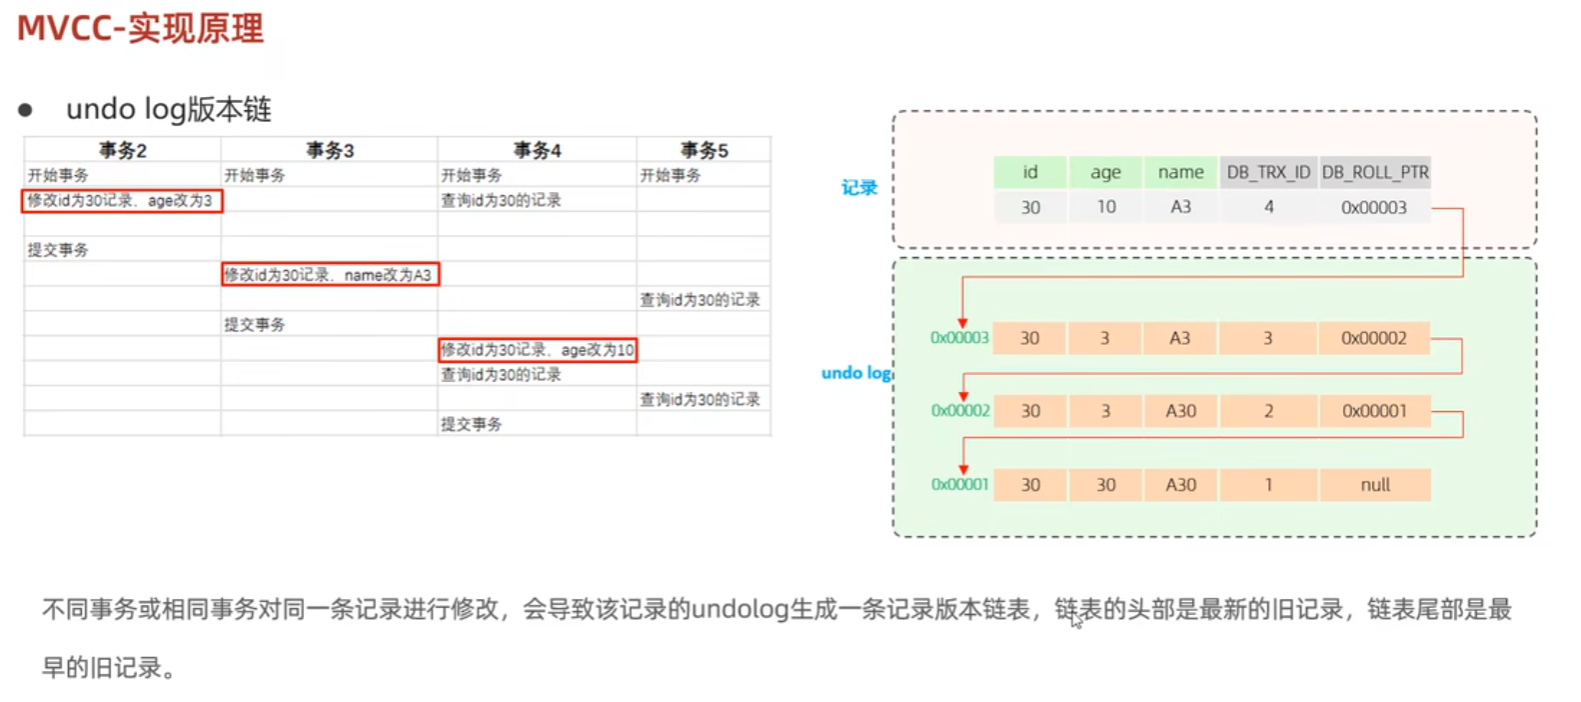 MVCC-实现原理
● undo log版本链
事务2 事务3 事务4 事务5
开始事务 开始事务 开始事务 开始事务
修改id为30记录，age改为3 查询id为30的记录
提交事务
修改id为30记录，name改为A3
查询id为30的记录
提交事务
修改id为30记录，age改为10
查询id为30的记录
查询id为30的记录
提交事务
记录
id age name DB_TRX_ID DB_ROLL_PTR
30 10 A3 4 0x00003
undo log
0x00003 30 3 A3 3 0x00002
0x00002 30 3 A30 2 0x00001
0x00001 30 30 A30 1 null
不同事务或相同事务对同一条记录进行修改，会导致该记录的undolog生成一条记录版本链表，链表的头部是最新的旧记录，链表尾部是最
早的旧记录。